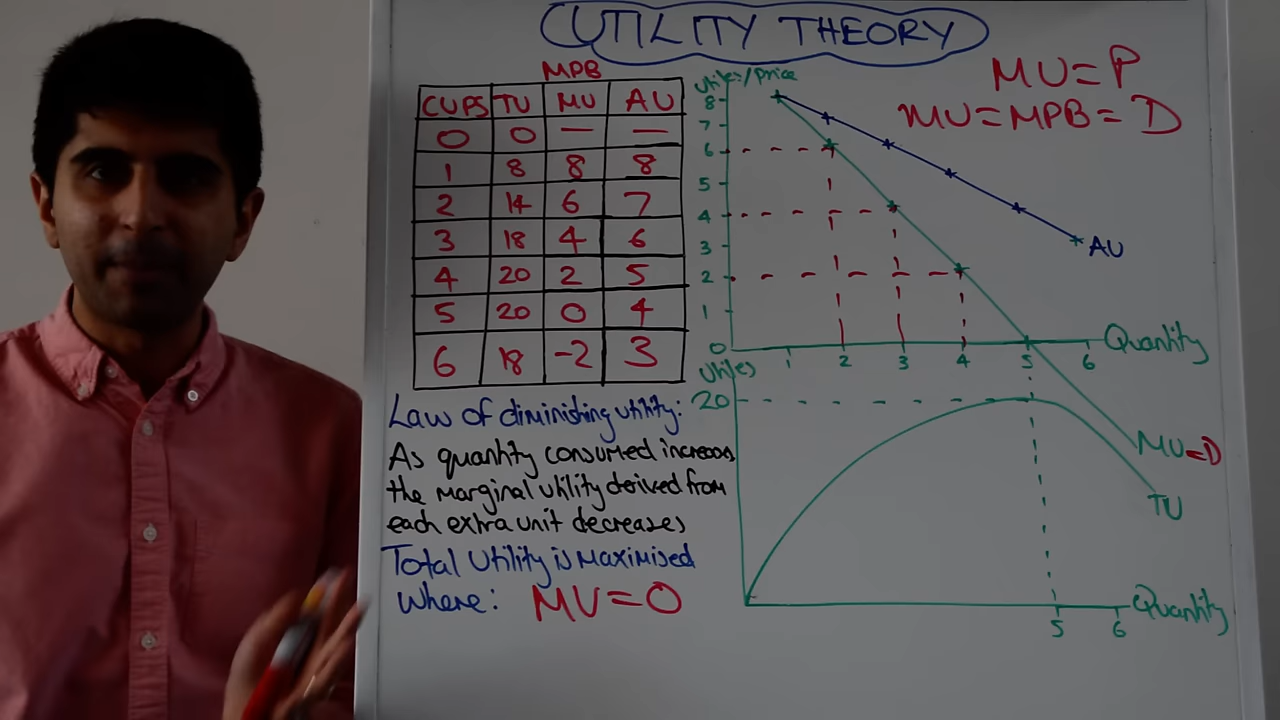 UTILITY THEORY
MU=P
MU=MPB=D
MPB
CUPS TU MU AU
0 0 — —
1 8 8 8
2 14 6 7
3 18 4 6
4 20 2 5
5 20 0 4
6 18 -2 3
Law of diminishing utility:
As quantity consumed increases
the marginal utility derived from
each extra unit decreases
Total Utility is Maximised
Where: MU=0
Utiles/Price
8
7
6
5
4
3
2
1
0
1 2 3 4 5 6
Quantity
AU
MU=D
Utiles
20
TU
5 6
Quantity